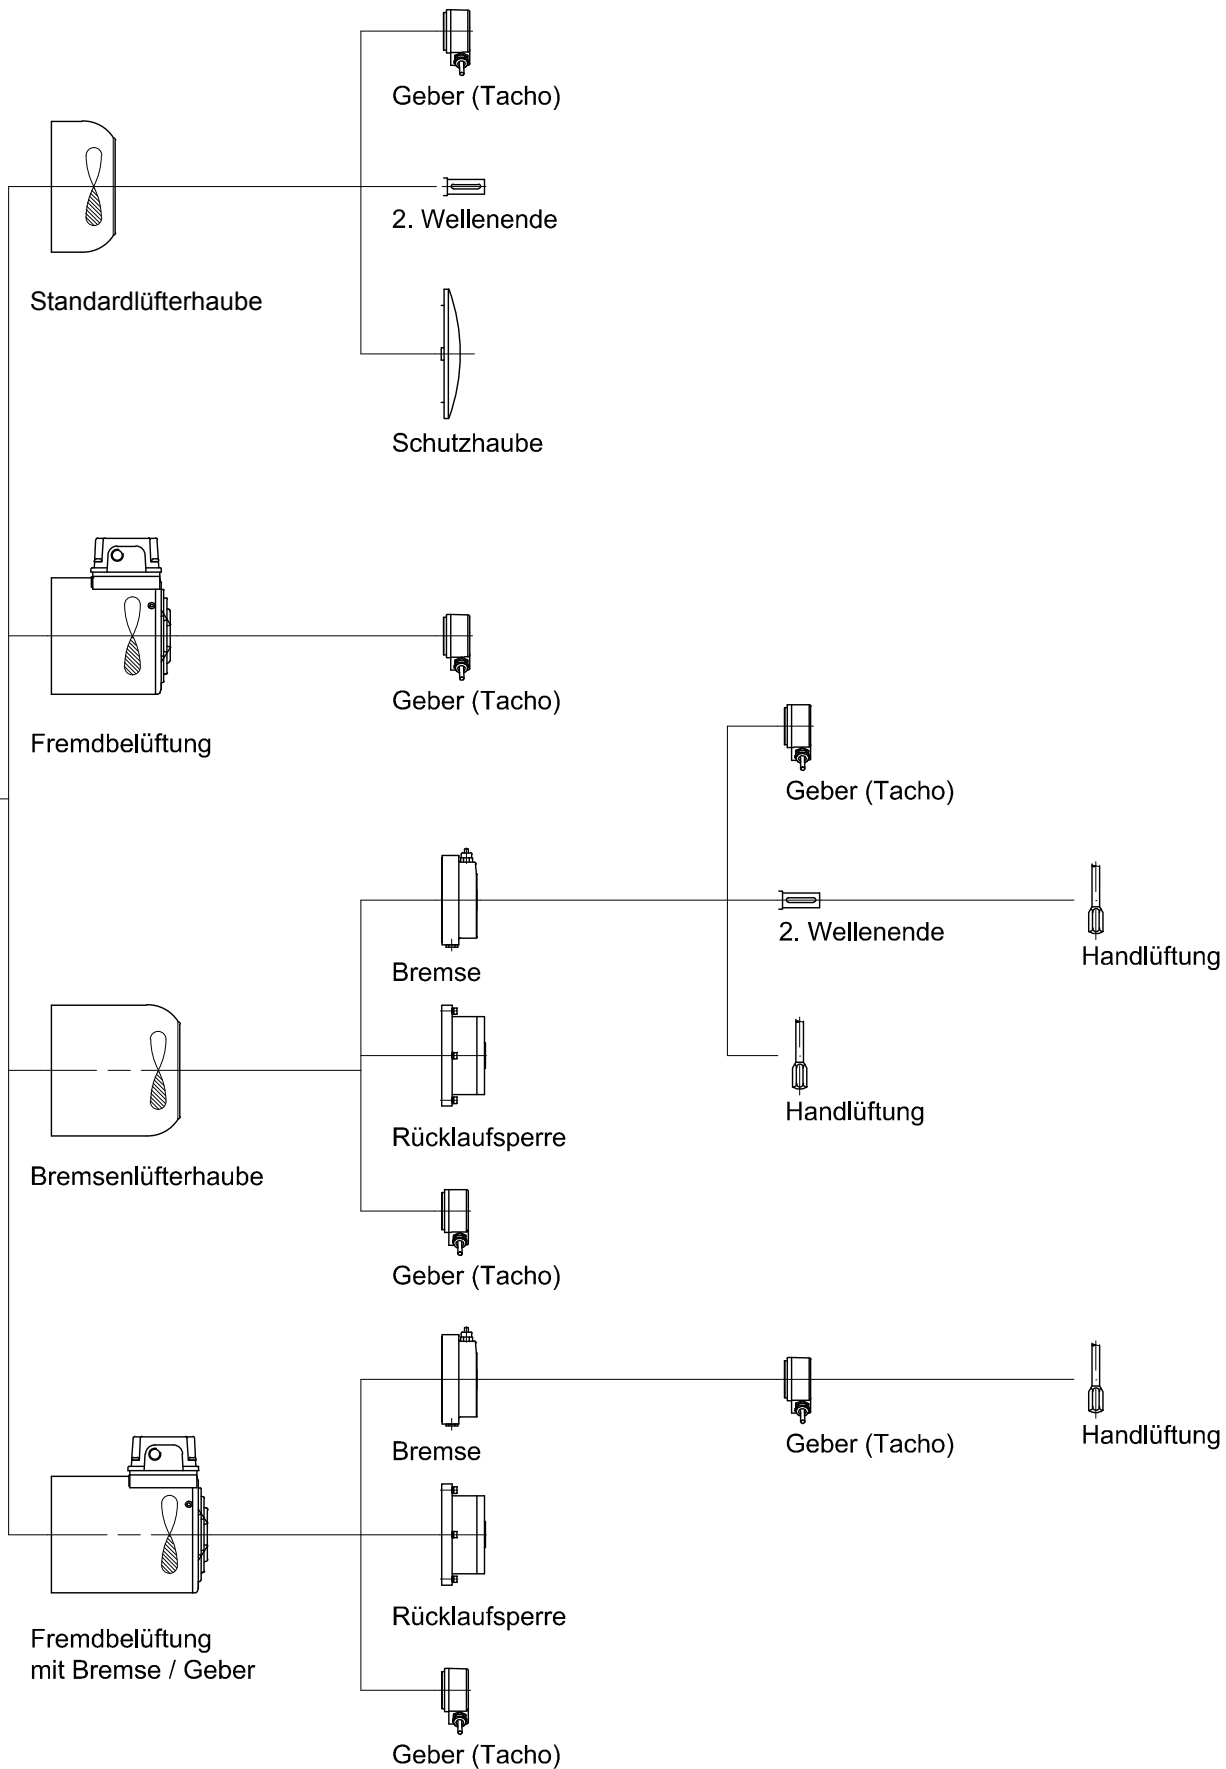 Geber (Tacho)
2. Wellenende
Standardlüfterhaube
Schutzhaube
Geber (Tacho)
Fremdbelüftung
Geber (Tacho)
2. Wellenende
Handlüftung
Bremse
Handlüftung
Rücklaufsperre
Bremsenlüfterhaube
Geber (Tacho)
Bremse
Geber (Tacho)
Handlüftung
Rücklaufsperre
Fremdbelüftung
mit Bremse / Geber
Geber (Tacho)